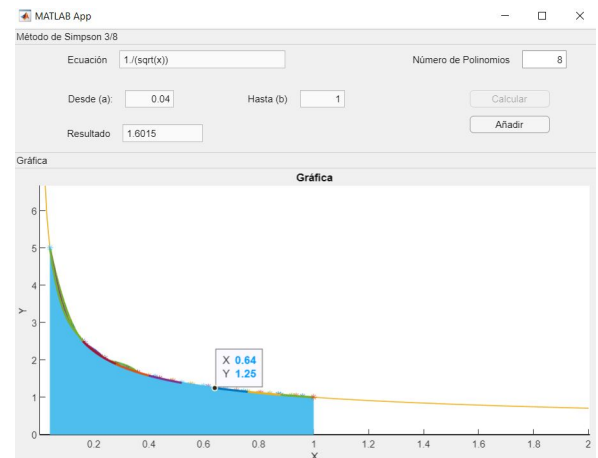 MATLAB App
Método de Simpson 3/8
Ecuación 1./(sqrt(x)) Número de Polinomios 8
Desde (a): 0.04 Hasta (b) 1 Calcular
Añadir
Resultado 1.6015
Gráfica
Gráfica
6
5
4
3
2
1
0
Y
X 0.64
Y 1.25
0.2 0.4 0.6 0.8 1 1.2 1.4 1.6 1.8 2
X